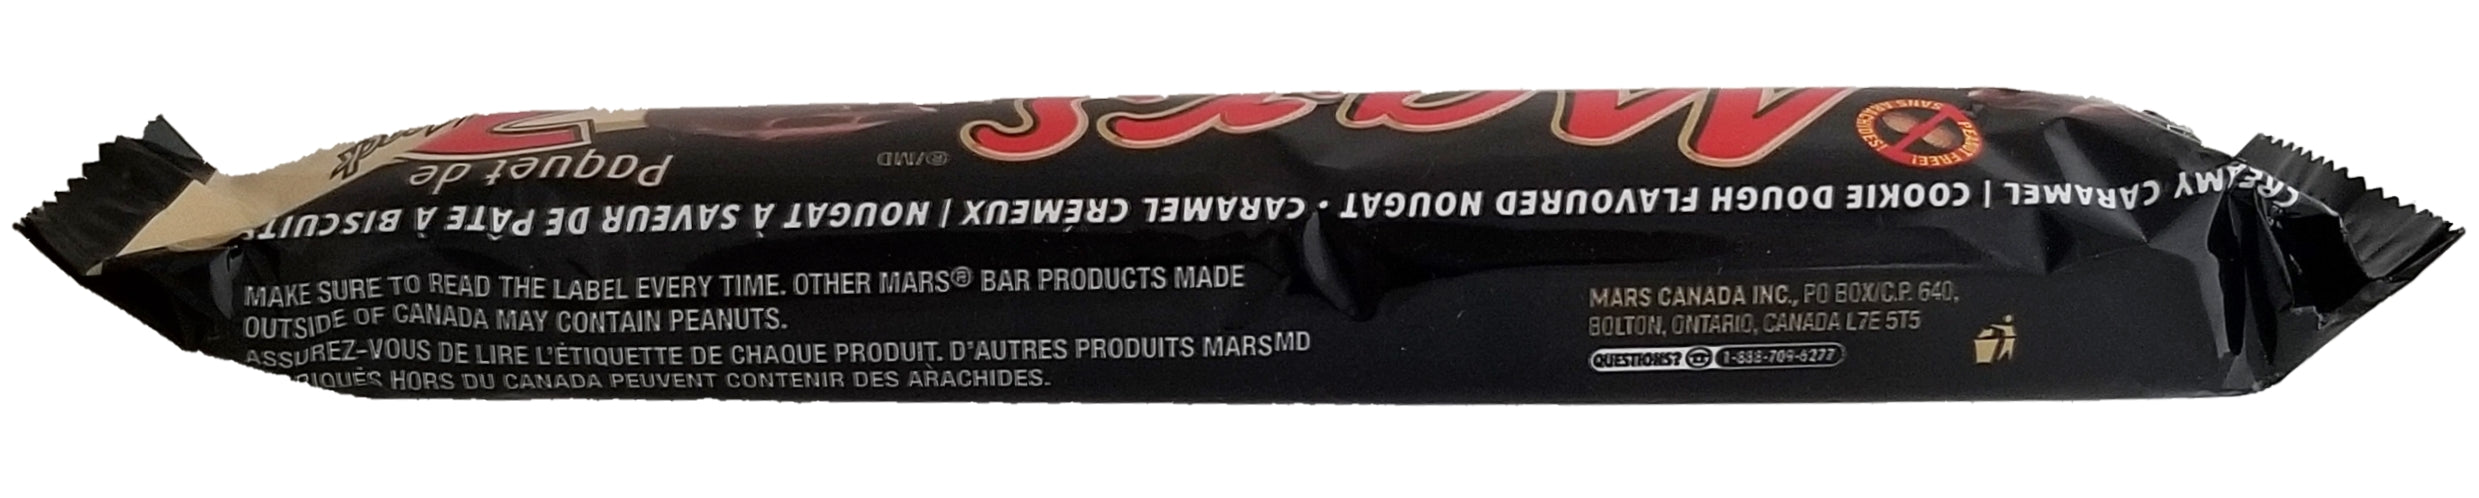 MAKE SURE TO READ THE LABEL EVERY TIME. OTHER MARS® BAR PRODUCTS MADE
OUTSIDE OF CANADA MAY CONTAIN PEANUTS.
ASSUREZ-VOUS DE LIRE L'ÉTIQUETTE DE CHAQUE PRODUIT. D'AUTRES PRODUITS MARSMD
HORS DU CANADA PEUVENT CONTENIR DES ARACHIDES.
MARS CANADA INC., PO BOX/C.P. 640,
BOLTON, ONTARIO, CANADA L7E 5T5
QUESTIONS? 1-888-709-6277
CREAMY CARAMEL | COOKIE DOUGH FLAVOURED NOUGAT • CARAMEL CRÉMEUX | NOUGAT À SAVEUR DE PÂTE À BISCUITS
PEANUT FREE!
SANS ARACHIDES!
Mars
®/MD
Paquet de
2